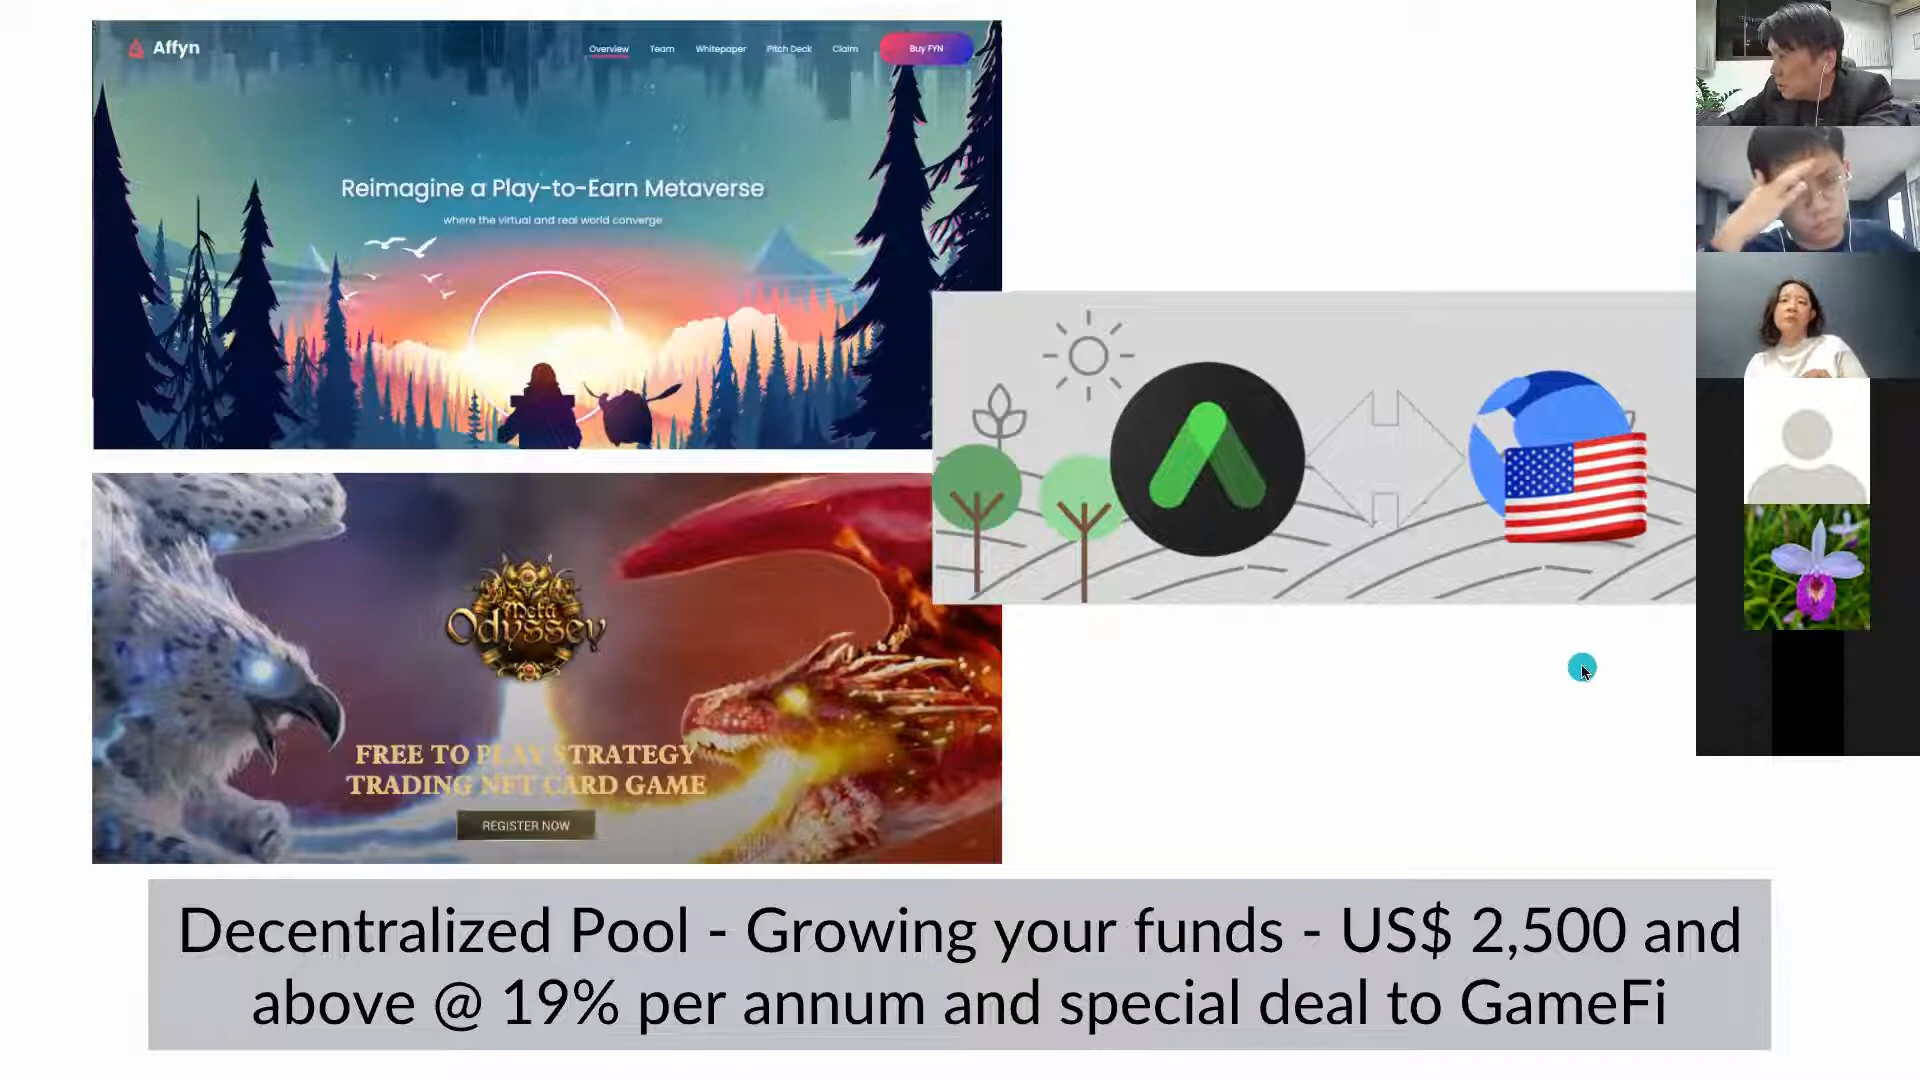 Affyn
Overview Team Whitepaper Pitch Deck Claim Buy FYN
Reimagine a Play-to-Earn Metaverse
where the virtual and real world converge
Meta
Odyssey
FREE TO PLAY STRATEGY
TRADING NFT CARD GAME
REGISTER NOW
Decentralized Pool - Growing your funds - US$ 2,500 and
above @ 19% per annum and special deal to GameFi